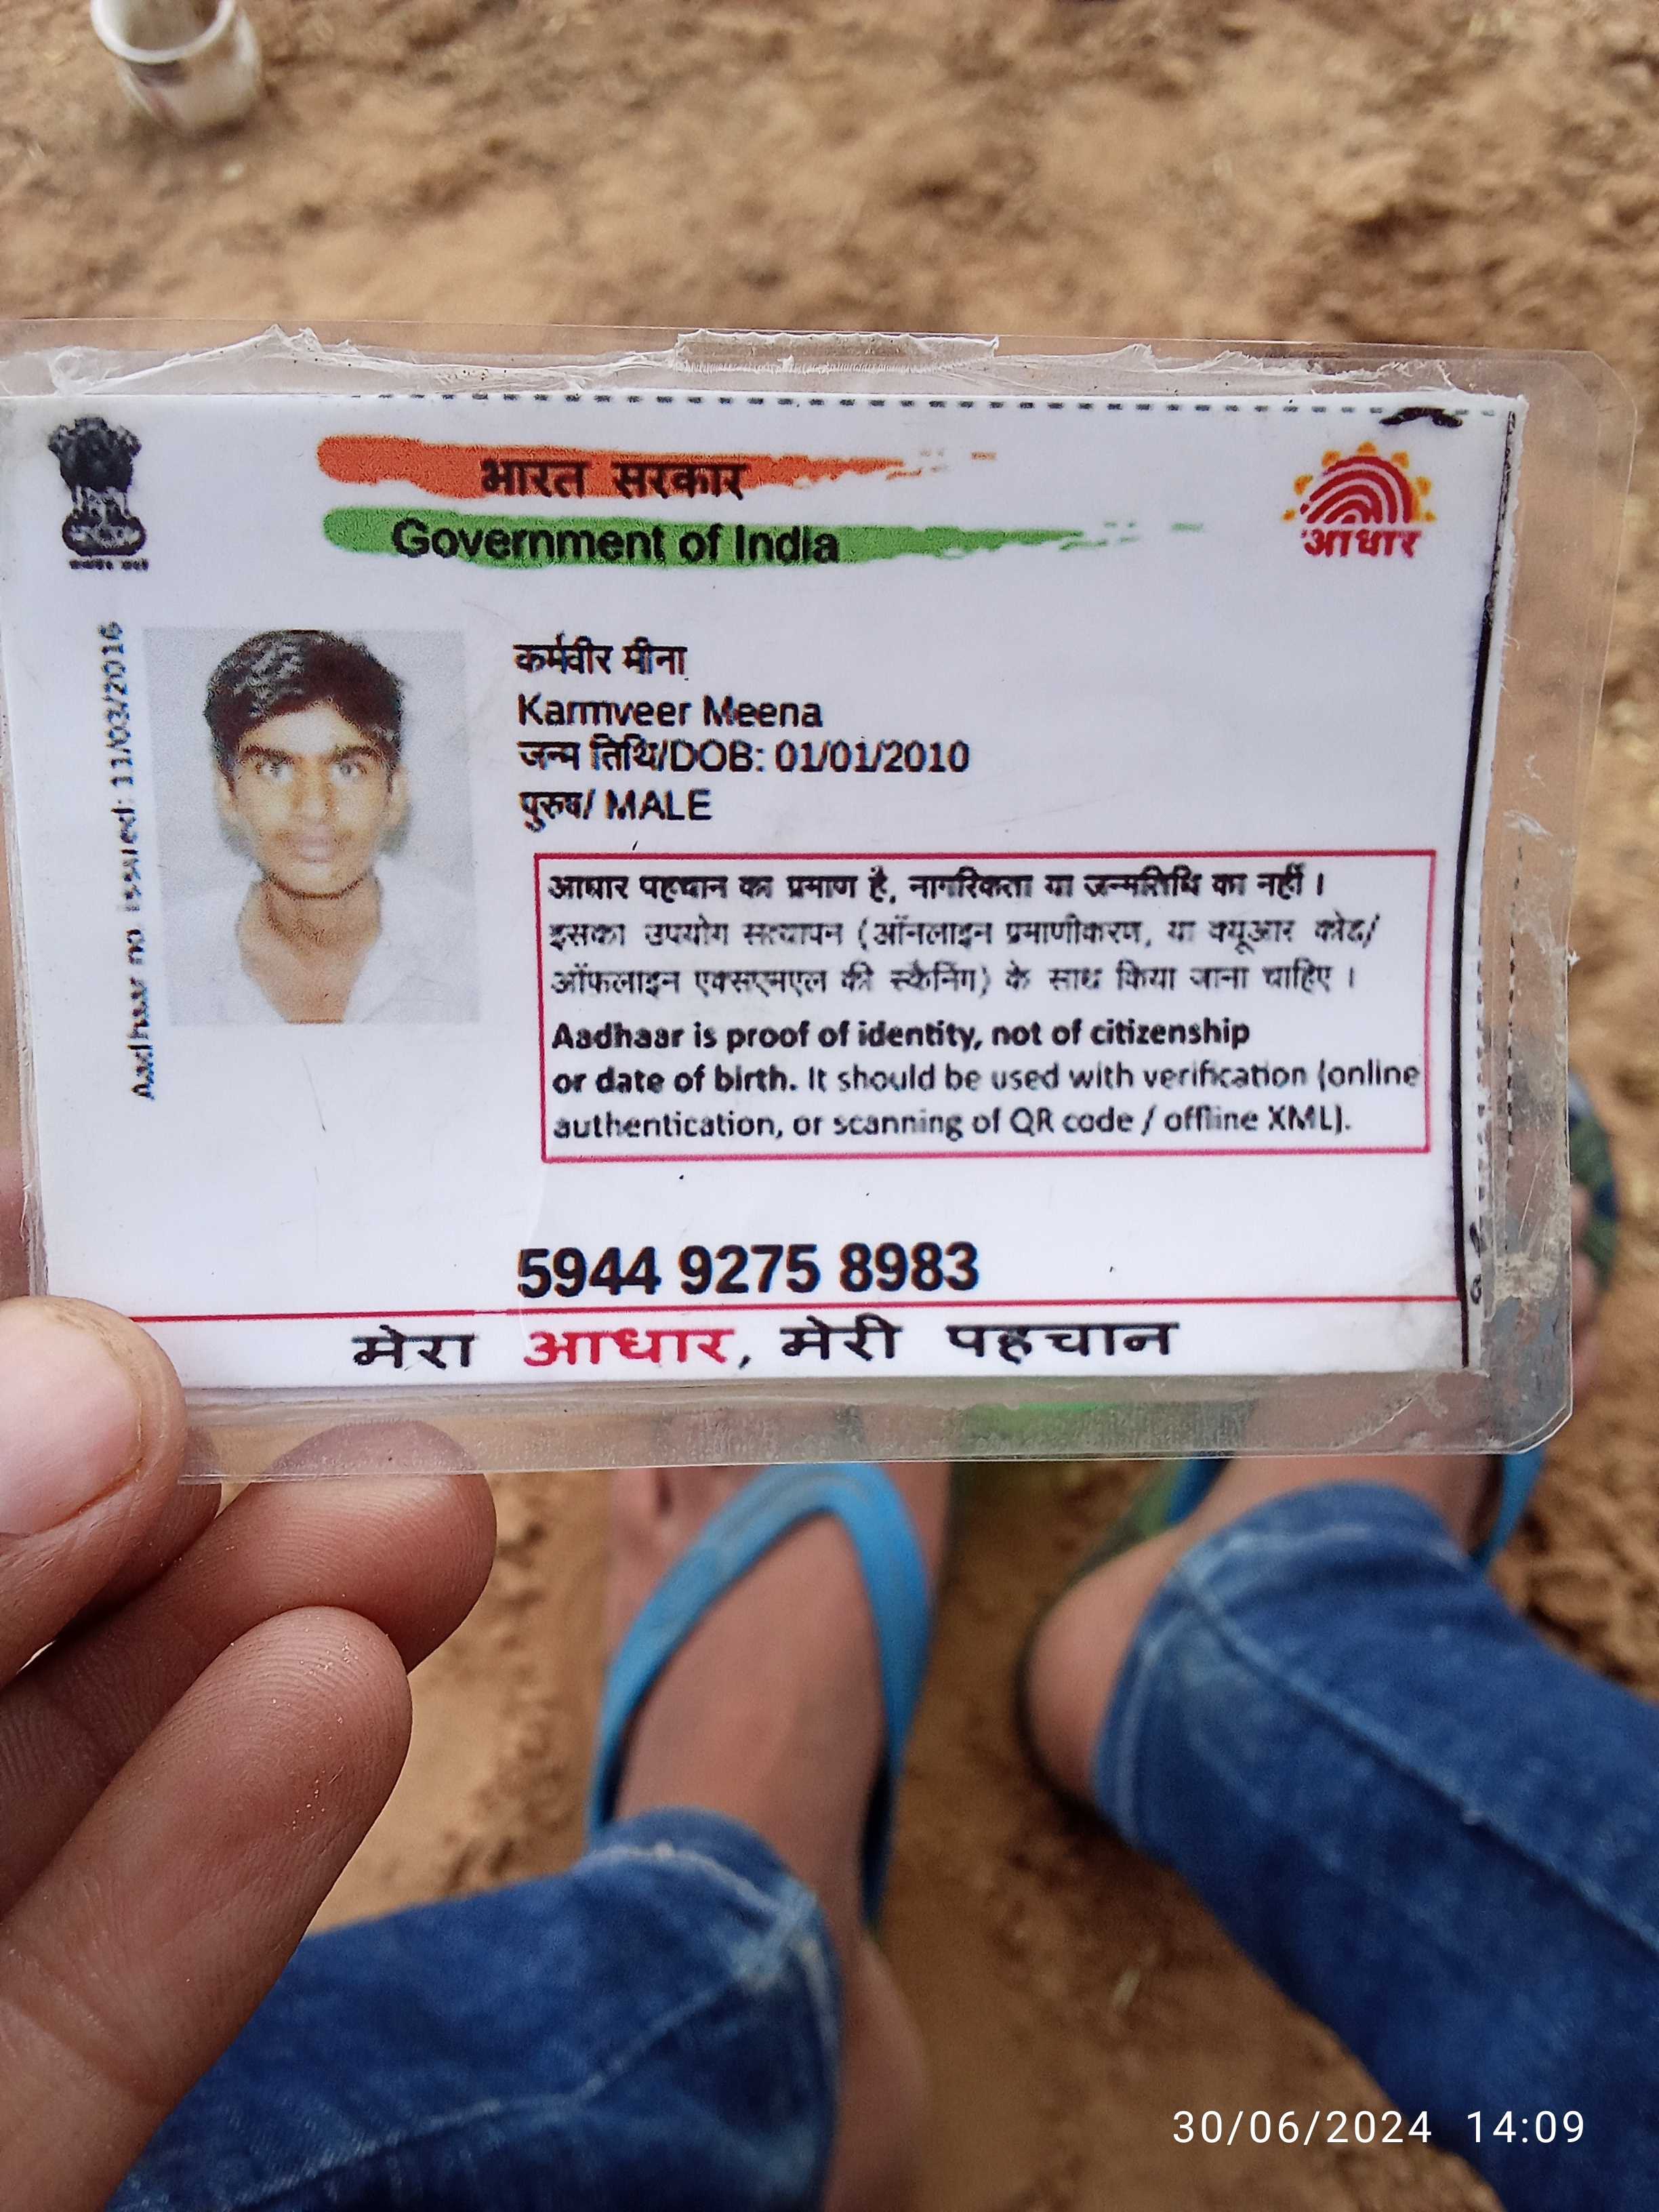 भारत सरकार
Government of India
आधार
Aadhaar no issued: 11/03/2016
कर्मवीर मीना
Karmveer Meena
जन्म तिथि/DOB: 01/01/2010
पुरुष/ MALE
आधार पहचान का प्रमाण है, नागरिकता या जन्मतिथि का नहीं ।
इसका उपयोग सत्यापन (ऑनलाइन प्रमाणीकरण, या क्यूआर कोड/
ऑफलाइन एक्सएमएल की स्कैनिंग) के साथ किया जाना चाहिए ।
Aadhaar is proof of identity, not of citizenship
or date of birth. It should be used with verification (online
authentication, or scanning of QR code / offline XML).
5944 9275 8983
मेरा आधार, मेरी पहचान
30/06/2024 14:09